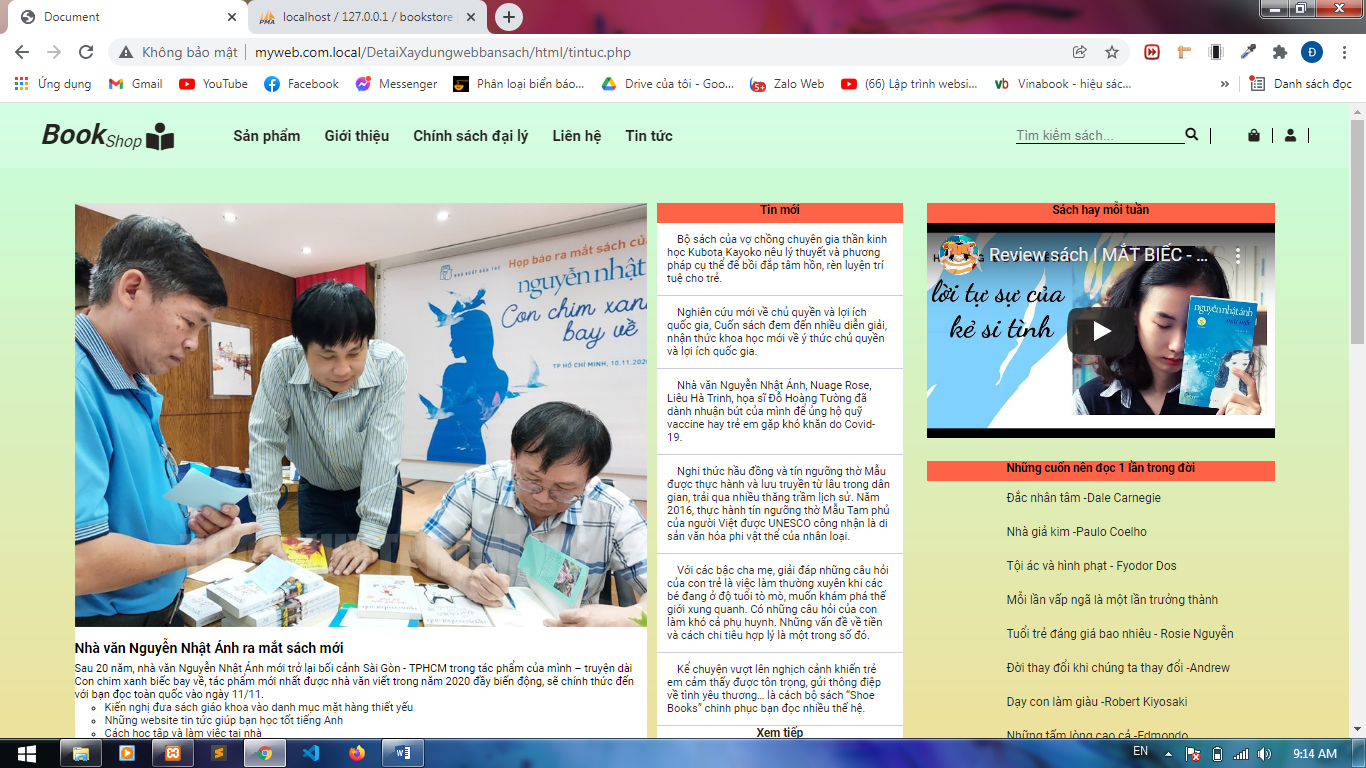 Document
localhost / 127.0.0.1 / bookstore
Không bảo mật
myweb.com.local/DetaiXaydungwebbansach/html/tintuc.php
Ứng dụng
Gmail
YouTube
Facebook
Messenger
Phân loại biển báo...
Drive của tôi - Goo...
Zalo Web
(66) Lập trình websi...
Vinabook - hiệu sác...
»
Danh sách đọc
BookShop
Sản phẩm
Giới thiệu
Chính sách đại lý
Liên hệ
Tin tức
Tìm kiếm sách...
NHÀ XUẤT BẢN TRẺ
Họp báo ra mắt sách của
nguyễn nhật
Con chim xanh
bay về
TP HỒ CHÍ MINH, 10.11.2020
Nhà văn Nguyễn Nhật Ánh ra mắt sách mới
Sau 20 năm, nhà văn Nguyễn Nhật Ánh mới trở lại bối cảnh Sài Gòn - TPHCM trong tác phẩm của mình – truyện dài
Con chim xanh biếc bay về, tác phẩm mới nhất được nhà văn viết trong năm 2020 đầy biến động, sẽ chính thức đến
với bạn đọc toàn quốc vào ngày 11/11.
Kiến nghị đưa sách giáo khoa vào danh mục mặt hàng thiết yếu
Những website tin tức giúp bạn học tốt tiếng Anh
Cách học tập và làm việc tại nhà
Tin mới
Bộ sách của vợ chồng chuyên gia thần kinh
học Kubota Kayoko nêu lý thuyết và phương
pháp cụ thể để bồi đắp tâm hồn, rèn luyện trí
tuệ cho trẻ.
Nghiên cứu mới về chủ quyền và lợi ích
quốc gia, Cuốn sách đem đến nhiều diễn giải,
nhận thức khoa học mới về ý thức chủ quyền
và lợi ích quốc gia.
Nhà văn Nguyễn Nhật Ánh, Nuage Rose,
Liêu Hà Trinh, họa sĩ Đỗ Hoàng Tường đã
dành nhuận bút của mình để ủng hộ quỹ
vaccine hay trẻ em gặp khó khăn do Covid-
19.
Nghi thức hầu đồng và tín ngưỡng thờ Mẫu
được thực hành và lưu truyền từ lâu trong dân
gian, trải qua nhiều thăng trầm lịch sử. Năm
2016, thực hành tín ngưỡng thờ Mẫu Tam phủ
của người Việt được UNESCO công nhận là di
sản văn hóa phi vật thể của nhân loại.
Với các bậc cha mẹ, giải đáp những câu hỏi
của con trẻ là việc làm thường xuyên khi các
bé đang ở độ tuổi tò mò, muốn khám phá thế
giới xung quanh. Có những câu hỏi của con
làm khó cả phụ huynh. Những vấn đề về tiền
và cách chi tiêu hợp lý là một trong số đó.
Kể chuyện vượt lên nghịch cảnh khiến trẻ
em cảm thấy được tôn trọng, gửi thông điệp
về tình yêu thương… là cách bộ sách “Shoe
Books” chinh phục bạn đọc nhiều thế hệ.
Xem tiếp
Sách hay mỗi tuần
Review sách | MẮT BIẾC - ...
lời tự sự của
kẻ si tình
nguyễn nhật ánh
Những cuốn nên đọc 1 lần trong đời
Đắc nhân tâm -Dale Carnegie
Nhà giả kim -Paulo Coelho
Tội ác và hình phạt - Fyodor Dos
Mỗi lần vấp ngã là một lần trưởng thành
Tuổi trẻ đáng giá bao nhiêu - Rosie Nguyễn
Đời thay đổi khi chúng ta thay đổi -Andrew
Dạy con làm giàu -Robert Kiyosaki
Những tấm lòng cao cả -Edmondo
EN
9:14 AM